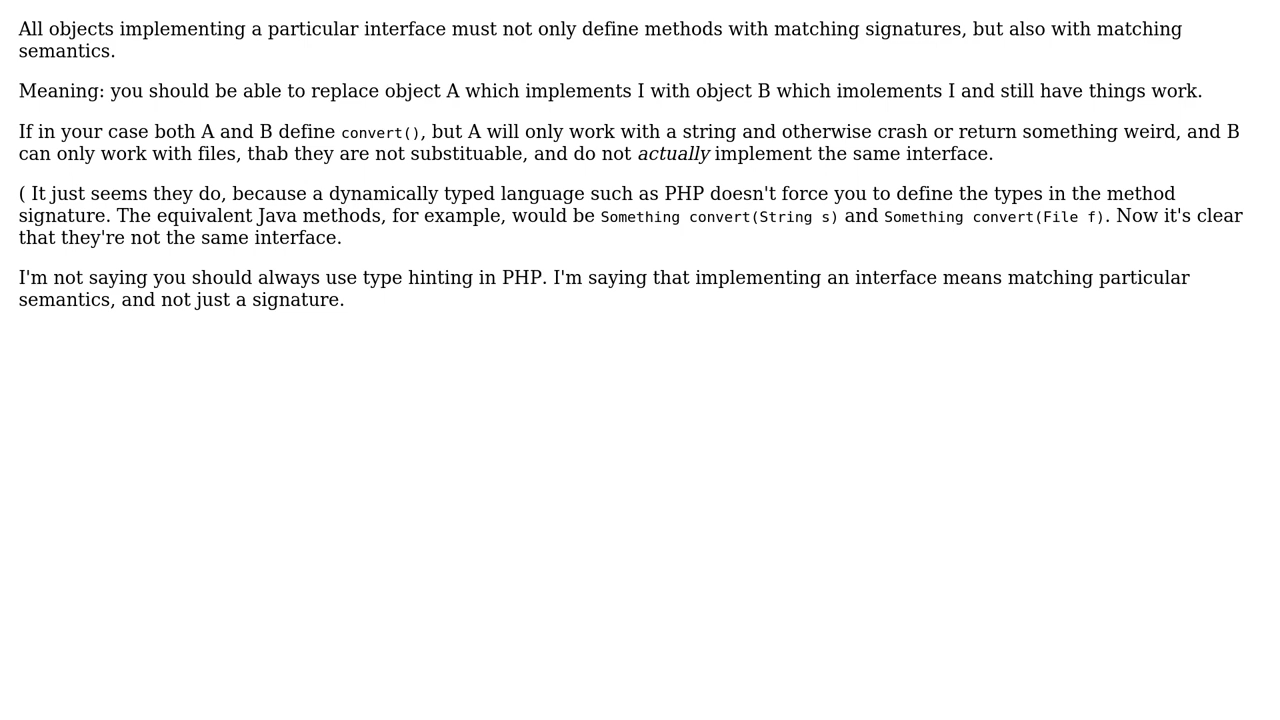 All objects implementing a particular interface must not only define methods with matching signatures, but also with matching
semantics.
Meaning: you should be able to replace object A which implements I with object B which imolements I and still have things work.
If in your case both A and B define convert(), but A will only work with a string and otherwise crash or return something weird, and B
can only work with files, thab they are not substituable, and do not actually implement the same interface.
( It just seems they do, because a dynamically typed language such as PHP doesn't force you to define the types in the method
signature. The equivalent Java methods, for example, would be Something convert(String s) and Something convert(File f). Now it's clear
that they're not the same interface.
I'm not saying you should always use type hinting in PHP. I'm saying that implementing an interface means matching particular
semantics, and not just a signature.